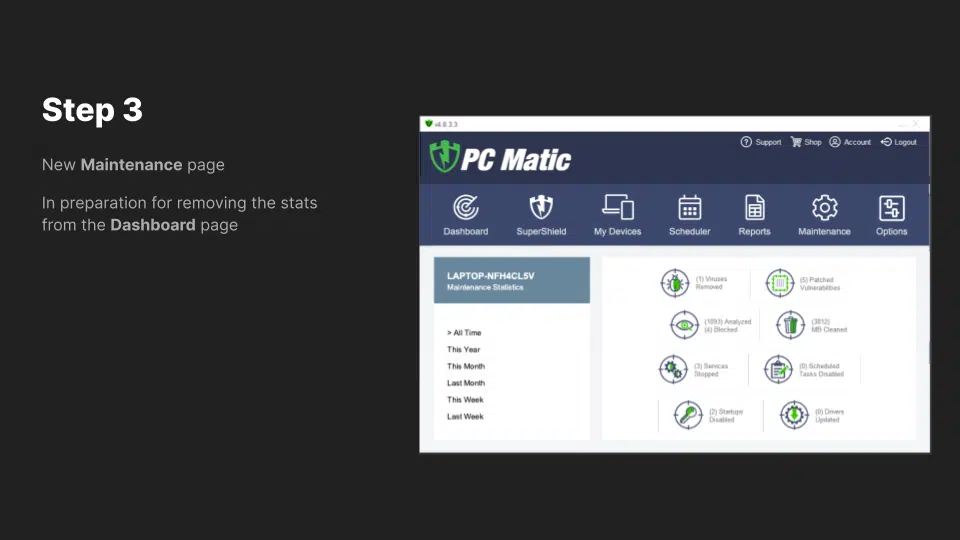 Step 3
New Maintenance page
In preparation for removing the stats
from the Dashboard page
v4.0.3.3
PC Matic
Support
Shop
Account
Logout
Dashboard
SuperShield
My Devices
Scheduler
Reports
Maintenance
Options
LAPTOP-NFH4CL5V
Maintenance Statistics
> All Time
This Year
This Month
Last Month
This Week
Last Week
(1) Viruses
Removed
(5) Patched
Vulnerabilities
(1093) Analyzed
(4) Blocked
(3812)
MB Cleaned
(3) Services
Stopped
(0) Scheduled
Tasks Disabled
(2) Startups
Disabled
(0) Drivers
Updated